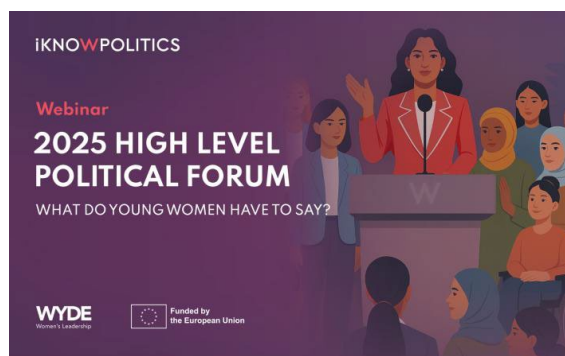 iKNOWPOLITICS
Webinar
2025 HIGH LEVEL
POLITICAL FORUM
WHAT DO YOUNG WOMEN HAVE TO SAY?
W
WYDE
Women's Leadership
Funded by
the European Union